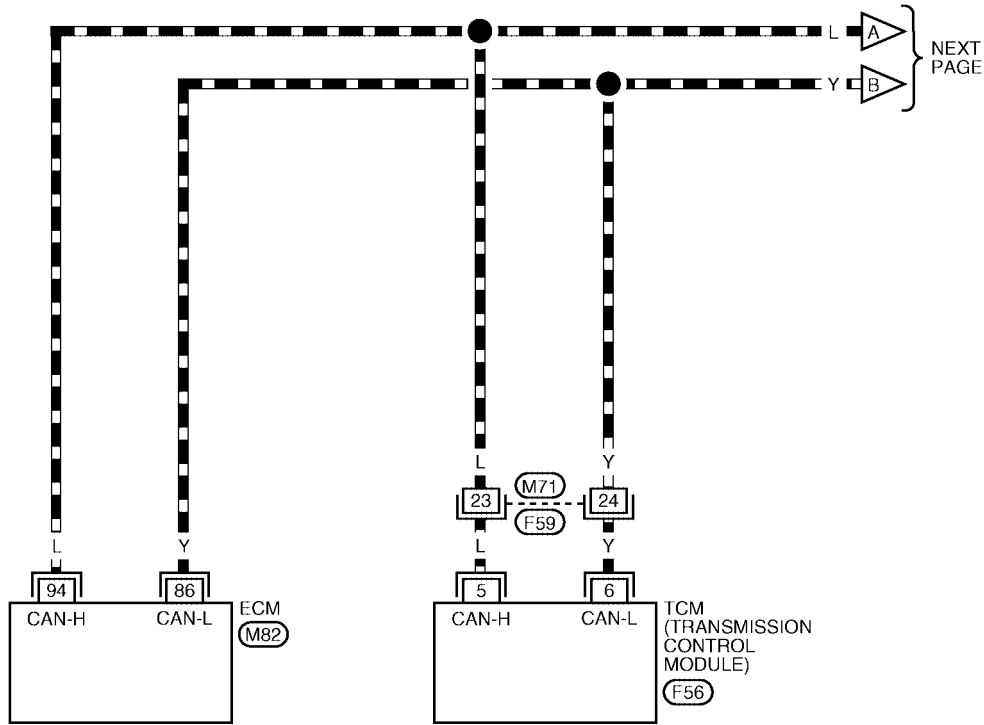 L A
NEXT
PAGE
Y B
L Y
M71
23 24
F59
L Y L Y
94 86 5 6
CAN-H CAN-L ECM
M82
CAN-H CAN-L TCM
(TRANSMISSION
CONTROL
MODULE)
F56